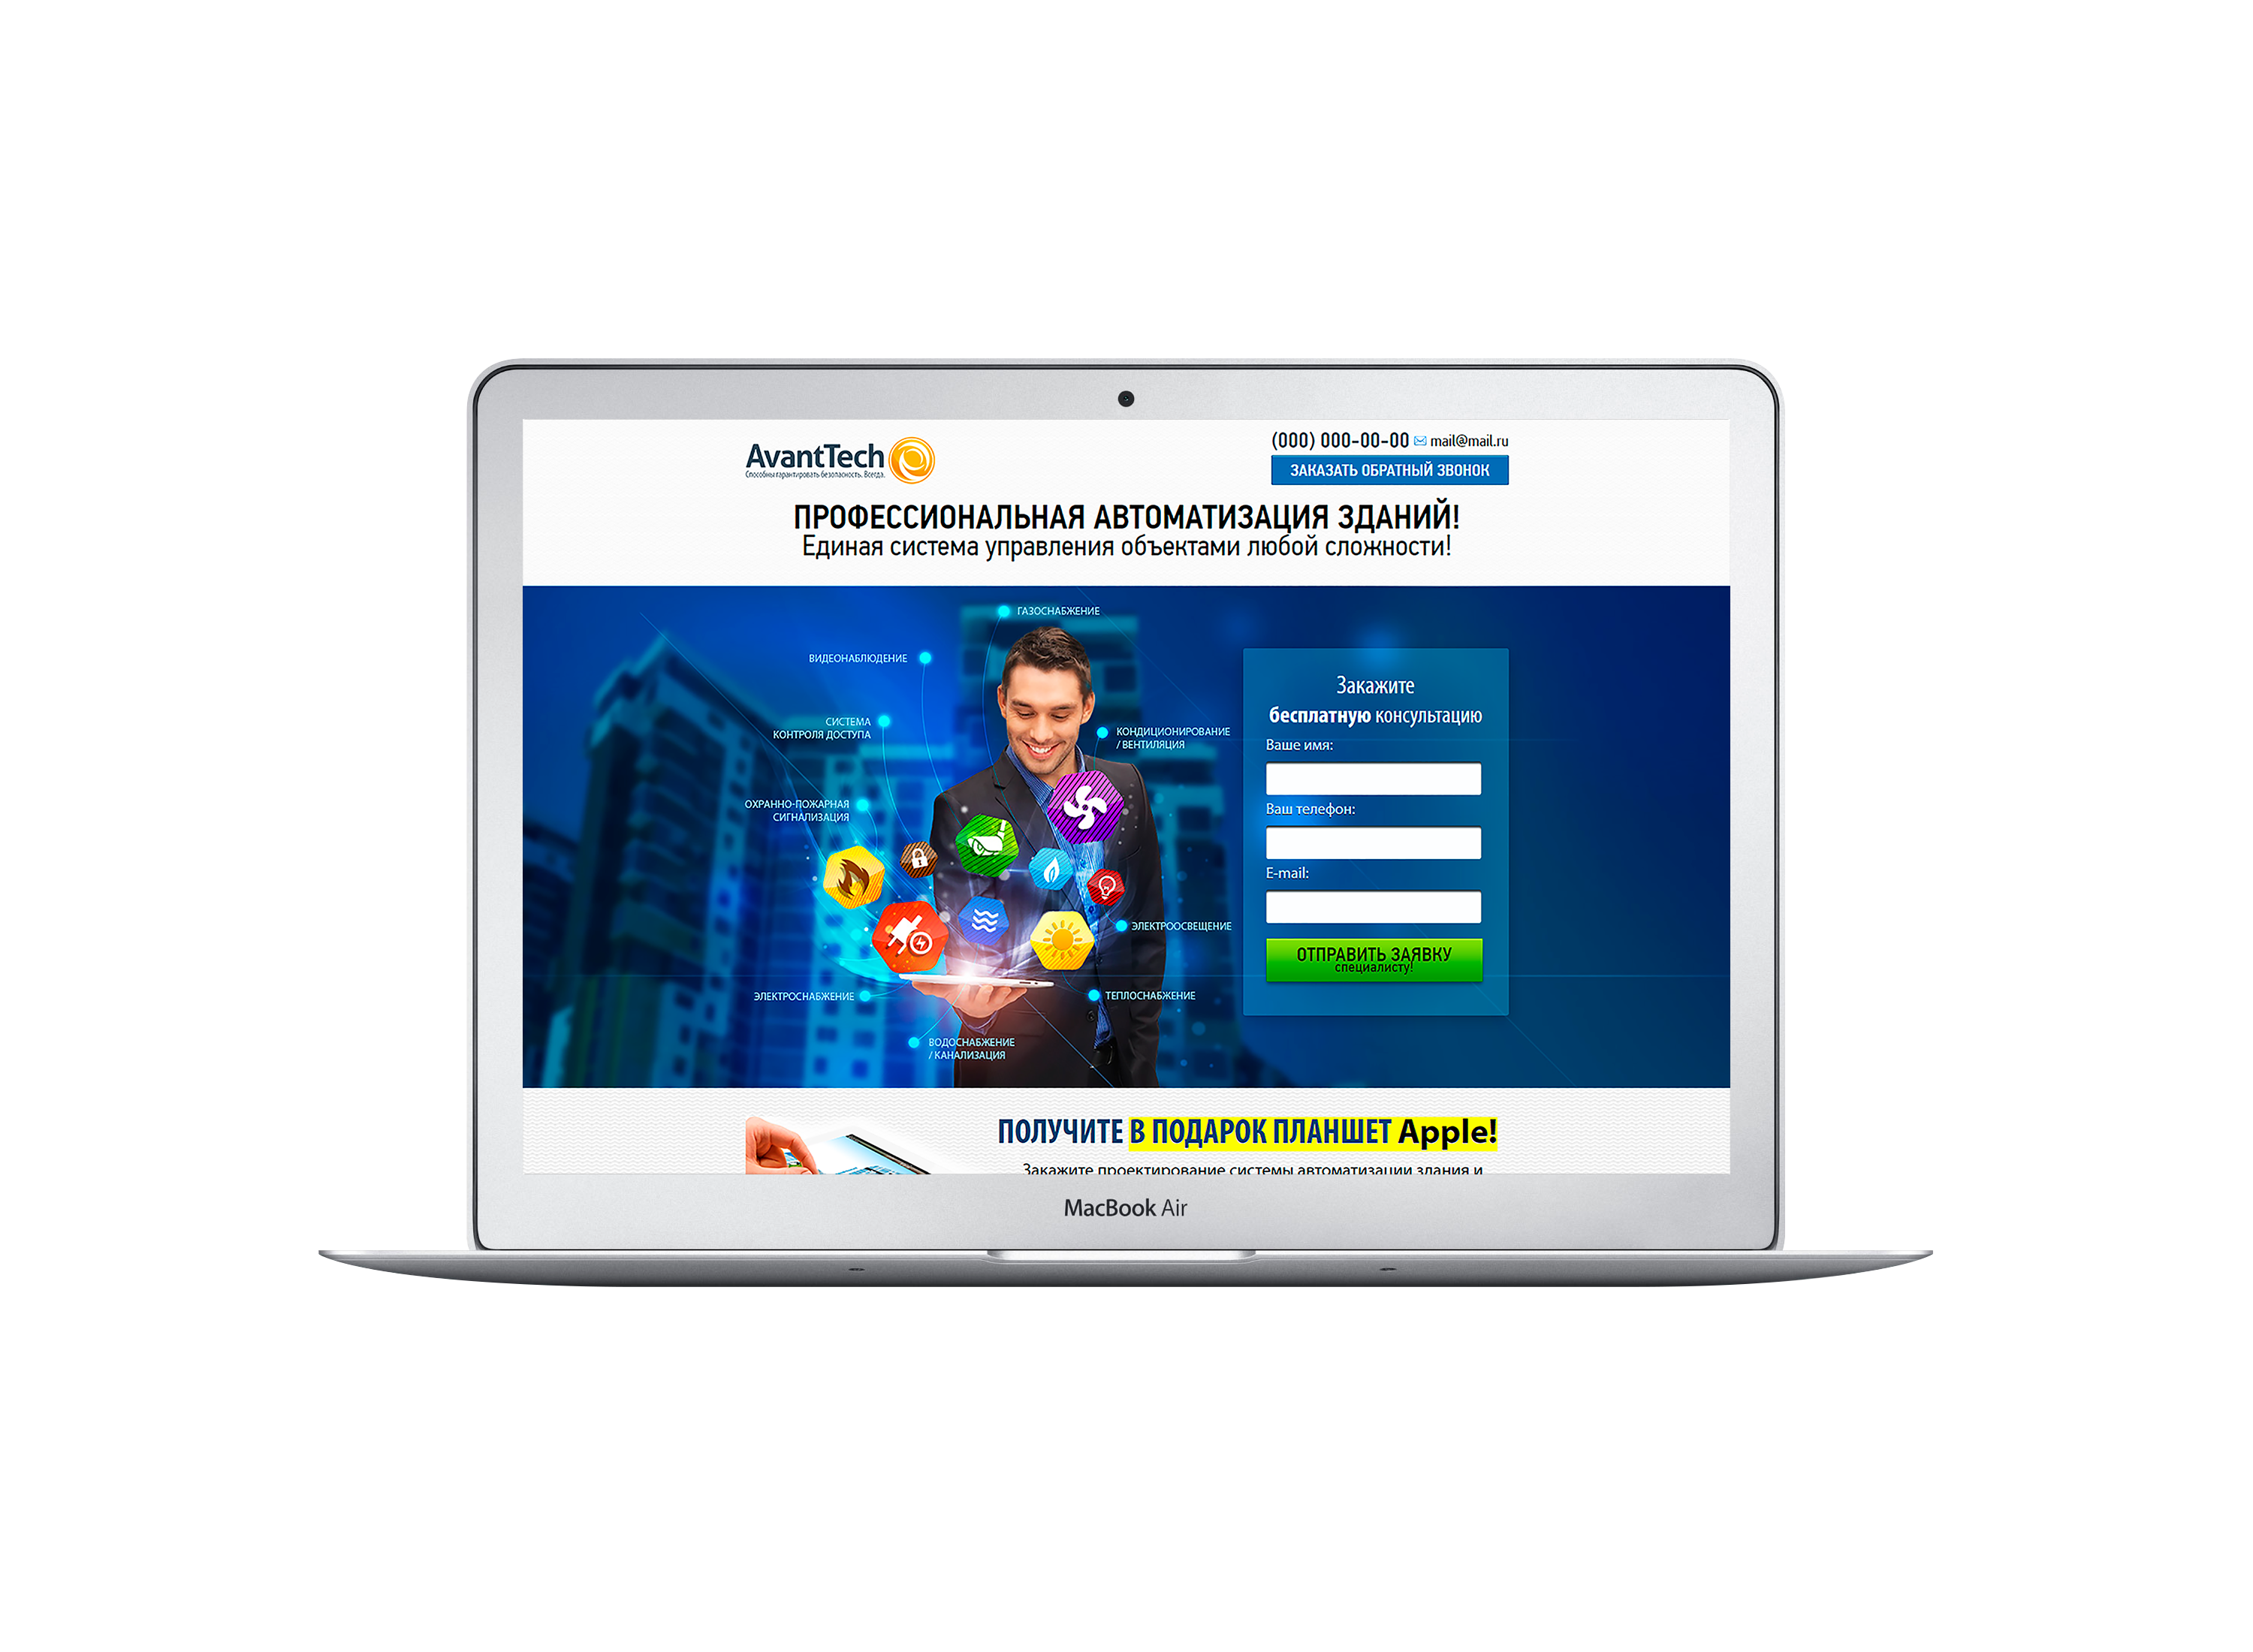 AvantTech
Способны гарантировать безопасность. Всегда.
(000) 000-00-00 mail@mail.ru
ЗАКАЗАТЬ ОБРАТНЫЙ ЗВОНОК
ПРОФЕССИОНАЛЬНАЯ АВТОМАТИЗАЦИЯ ЗДАНИЙ!
Единая система управления объектами любой сложности!
ГАЗОСНАБЖЕНИЕ
ВИДЕОНАБЛЮДЕНИЕ
СИСТЕМА
КОНТРОЛЯ ДОСТУПА
КОНДИЦИОНИРОВАНИЕ
/ ВЕНТИЛЯЦИЯ
ОХРАННО-ПОЖАРНАЯ
СИГНАЛИЗАЦИЯ
ЭЛЕКТРООСВЕЩЕНИЕ
ЭЛЕКТРОСНАБЖЕНИЕ
ТЕПЛОСНАБЖЕНИЕ
ВОДОСНАБЖЕНИЕ
/ КАНАЛИЗАЦИЯ
Закажите
бесплатную консультацию
Ваше имя:
Ваш телефон:
E-mail:
ОТПРАВИТЬ ЗАЯВКУ
специалисту!
ПОЛУЧИТЕ В ПОДАРОК ПЛАНШЕТ Apple!
Закажите проектирование системы автоматизации здания и
MacBook Air